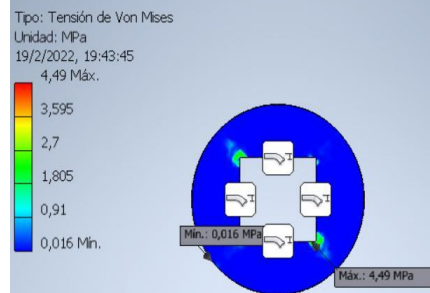 Tipo: Tensión de Von Mises
Unidad: MPa
19/2/2022, 19:43:45
4,49 Máx.
3,595
2,7
1,805
0,91
0,016 Mín.
Mín.: 0,016 MPa
Máx.: 4,49 MPa